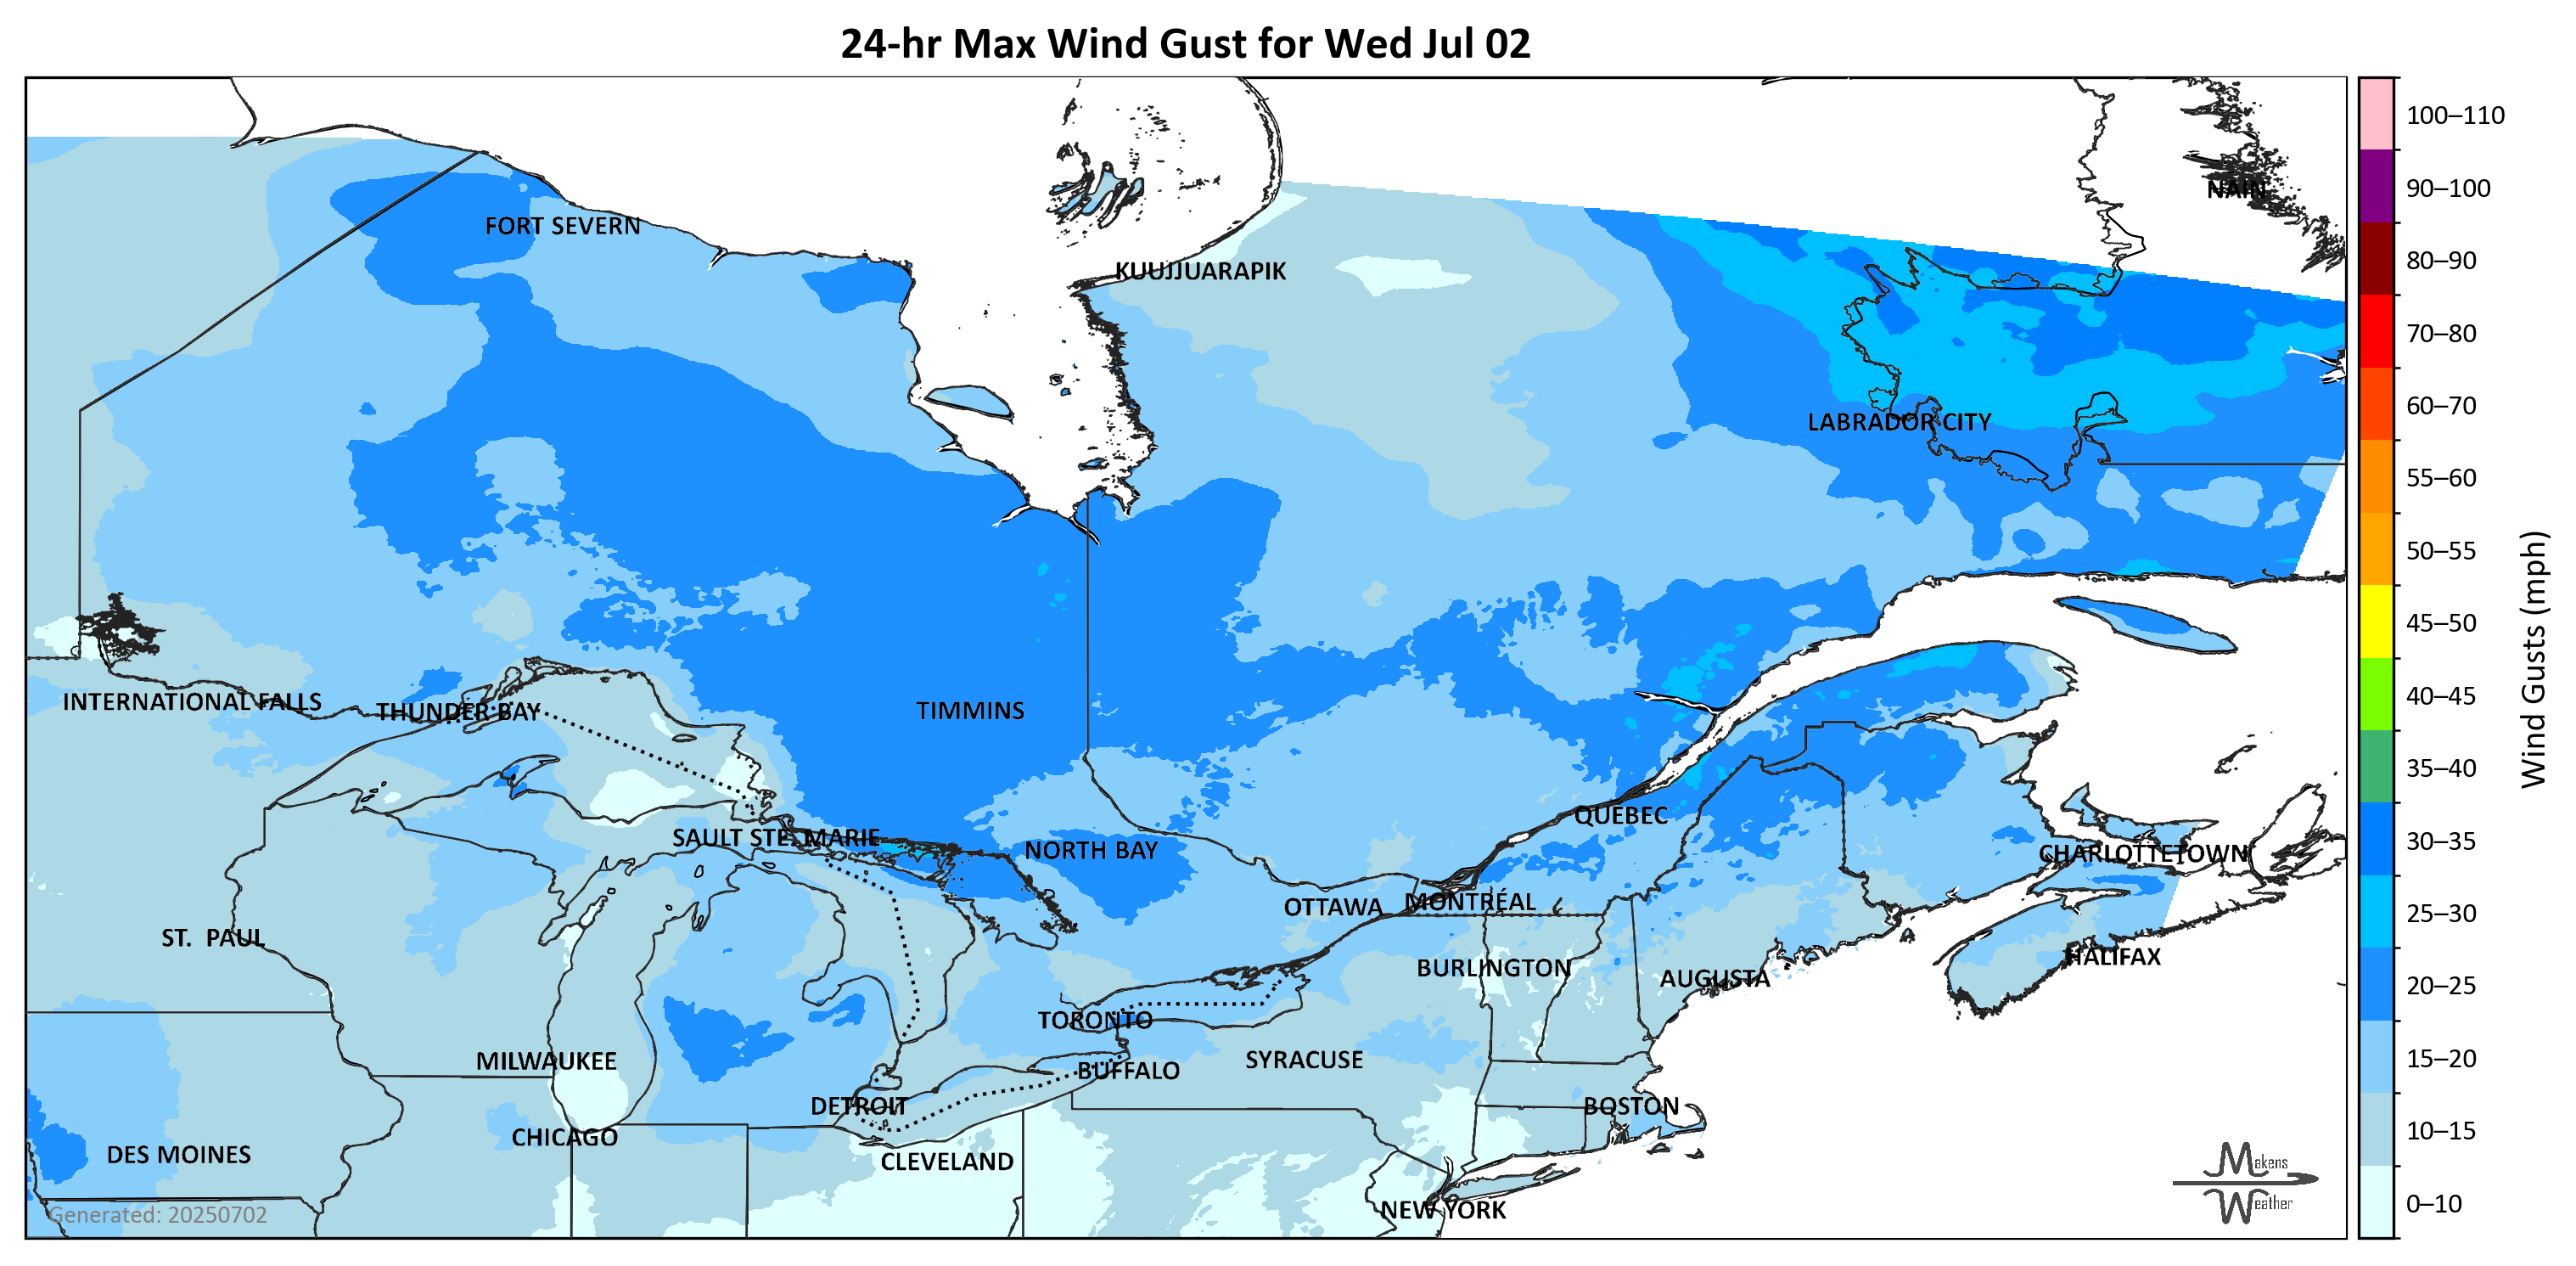 24-hr Max Wind Gust for Wed Jul 02
100–110
90–100
NAIN
FORT SEVERN
80–90
KUUJJUARAPIK
70–80
60–70
LABRADOR CITY
55–60
50–55
45–50
Wind Gusts (mph)
40–45
INTERNATIONAL FALLS
THUNDER BAY
TIMMINS
35–40
QUEBEC
30–35
SAULT STE. MARIE
NORTH BAY
CHARLOTTETOWN
OTTAWA
MONTRÉAL
25–30
ST. PAUL
HALIFAX
BURLINGTON
AUGUSTA
20–25
TORONTO
MILWAUKEE
BUFFALO
SYRACUSE
15–20
DETROIT
BOSTON
CHICAGO
10–15
DES MOINES
CLEVELAND
Makens
Weather
NEW YORK
0–10
Generated: 20250702